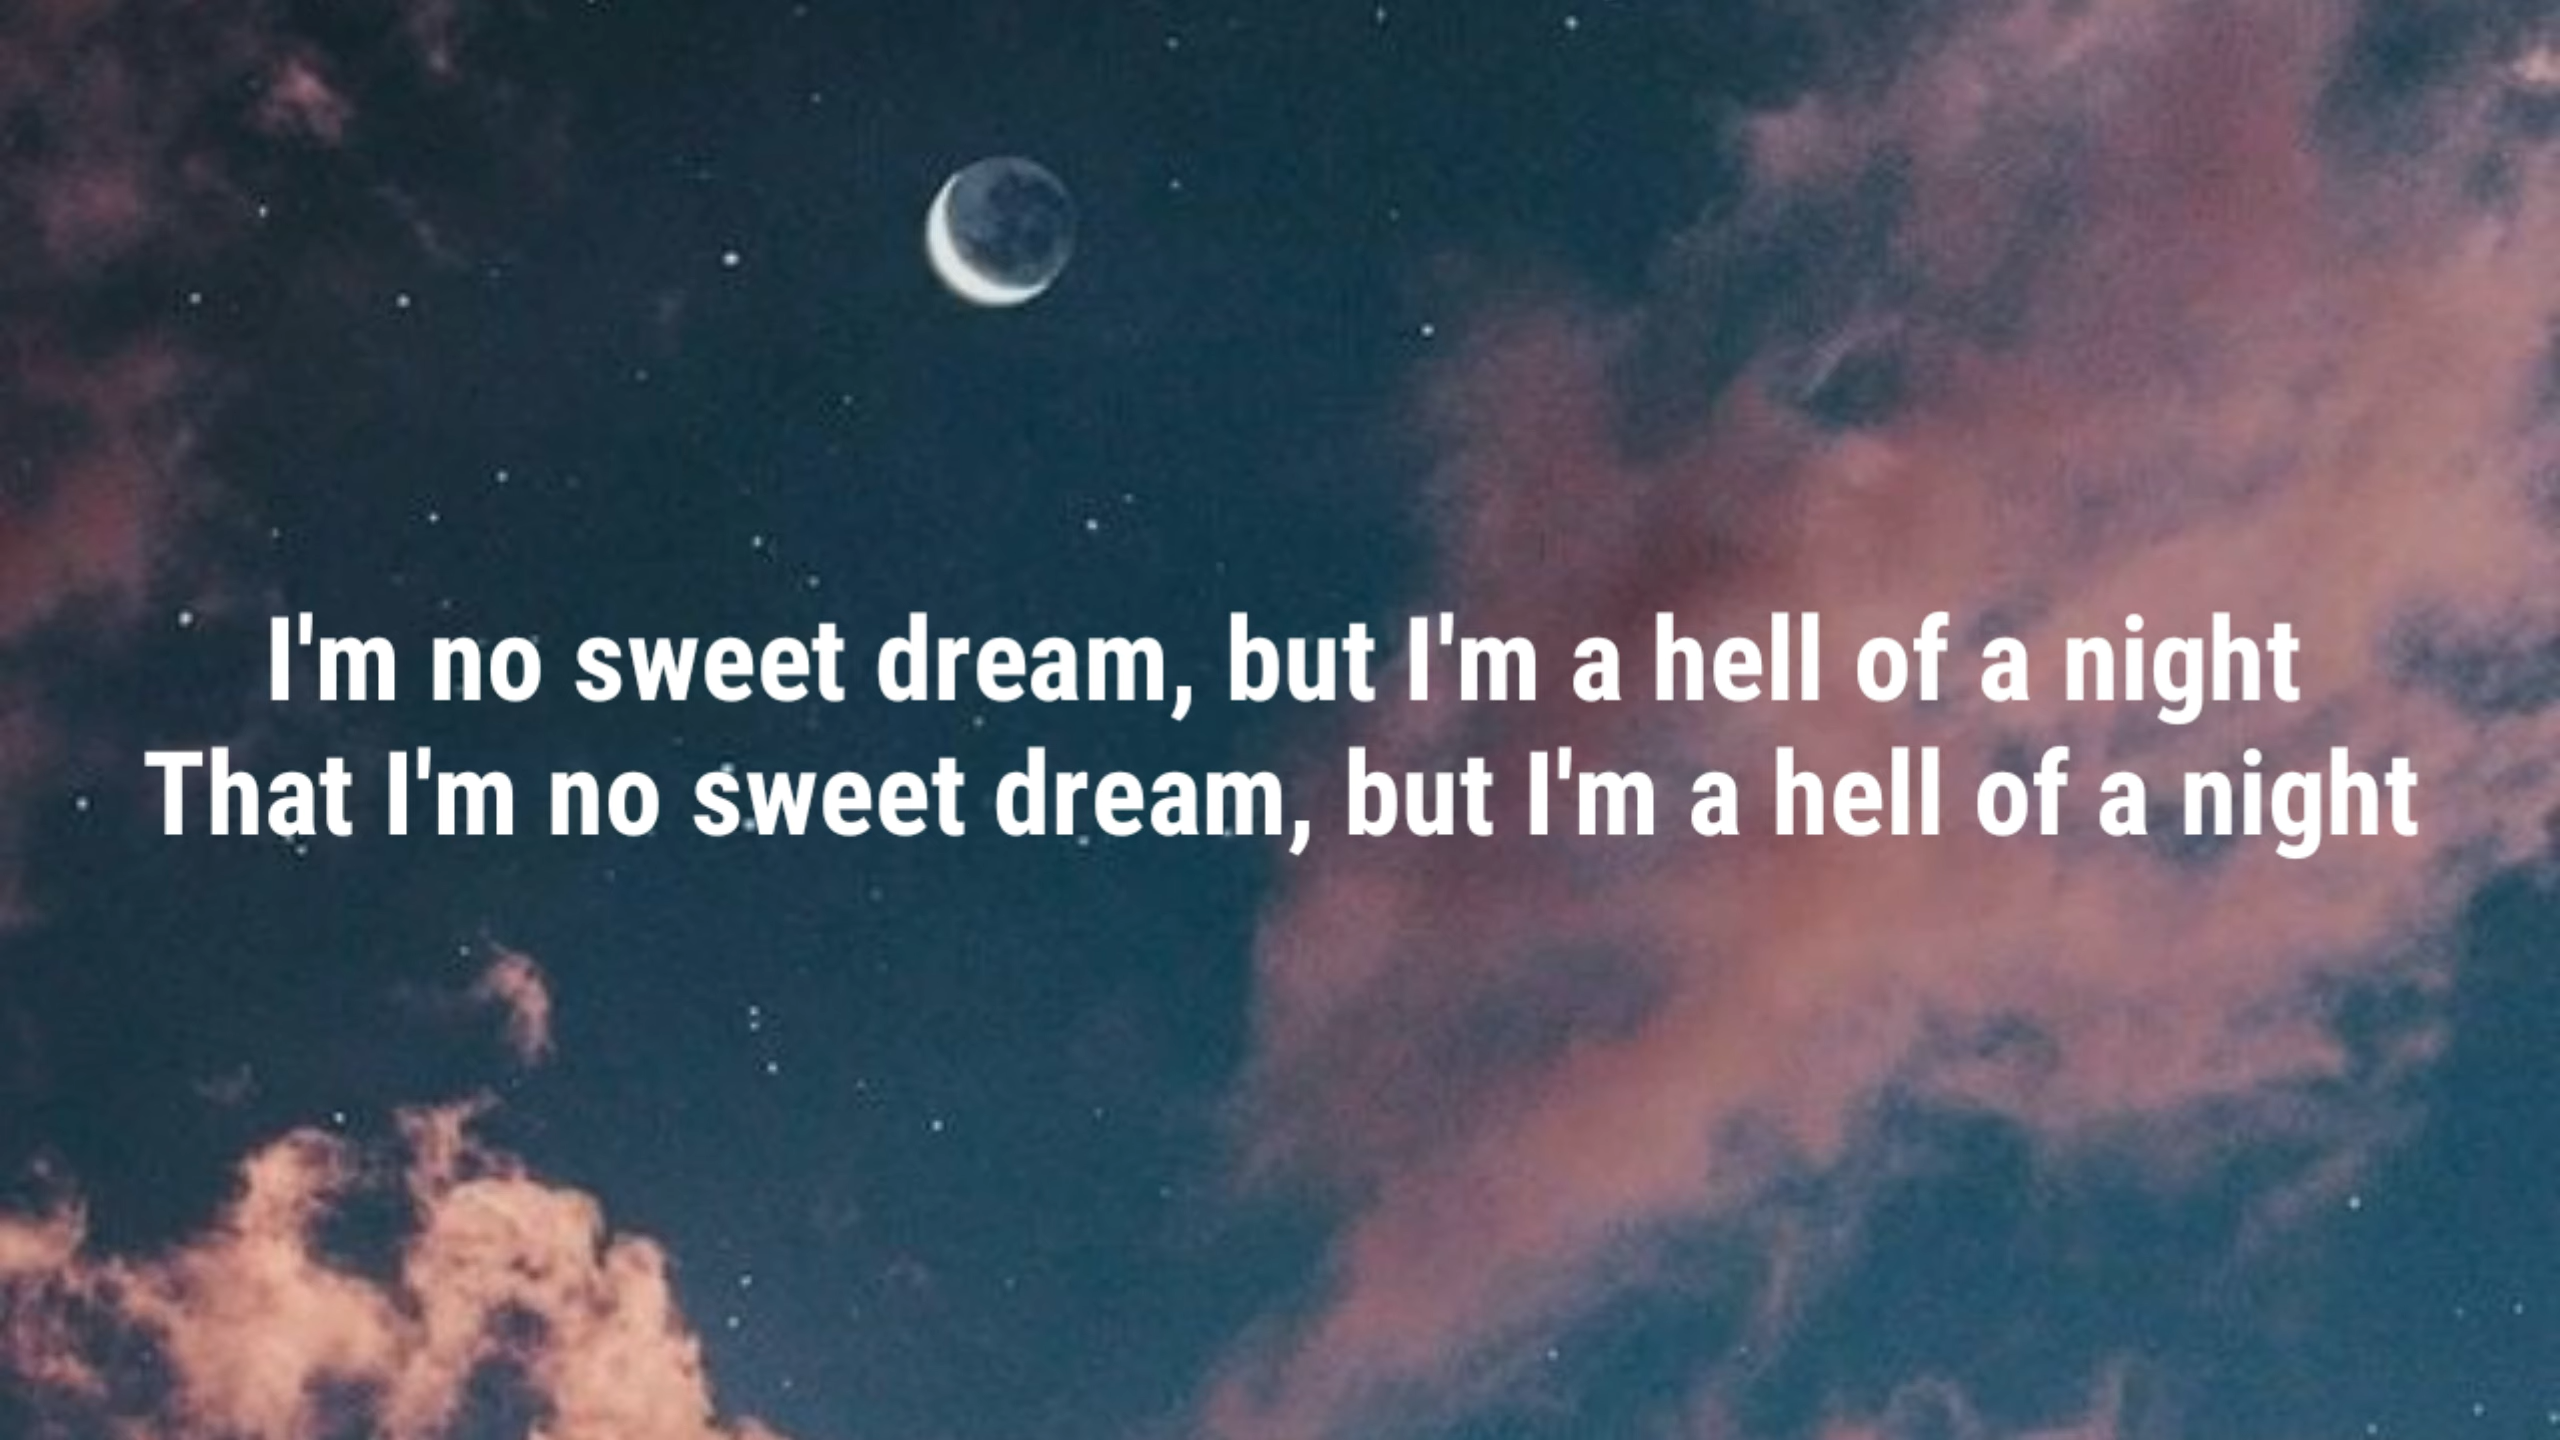 I'm no sweet dream, but I'm a hell of a night
That I'm no sweet dream, but I'm a hell of a night